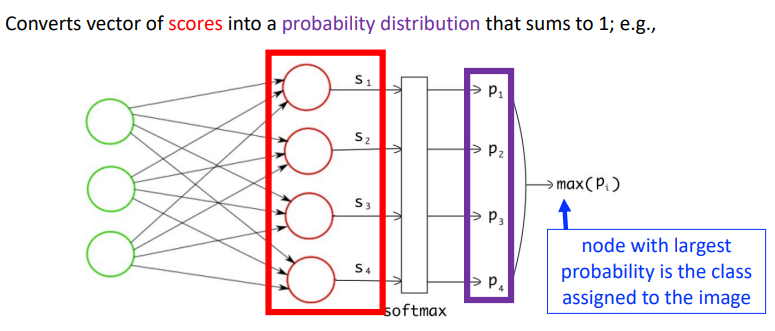 Converts vector of scores into a probability distribution that sums to 1; e.g.,
s₁
s₂
s₃
s₄
softmax
p₁
p₂
p₃
p₄
max(pᵢ)
node with largest
probability is the class
assigned to the image